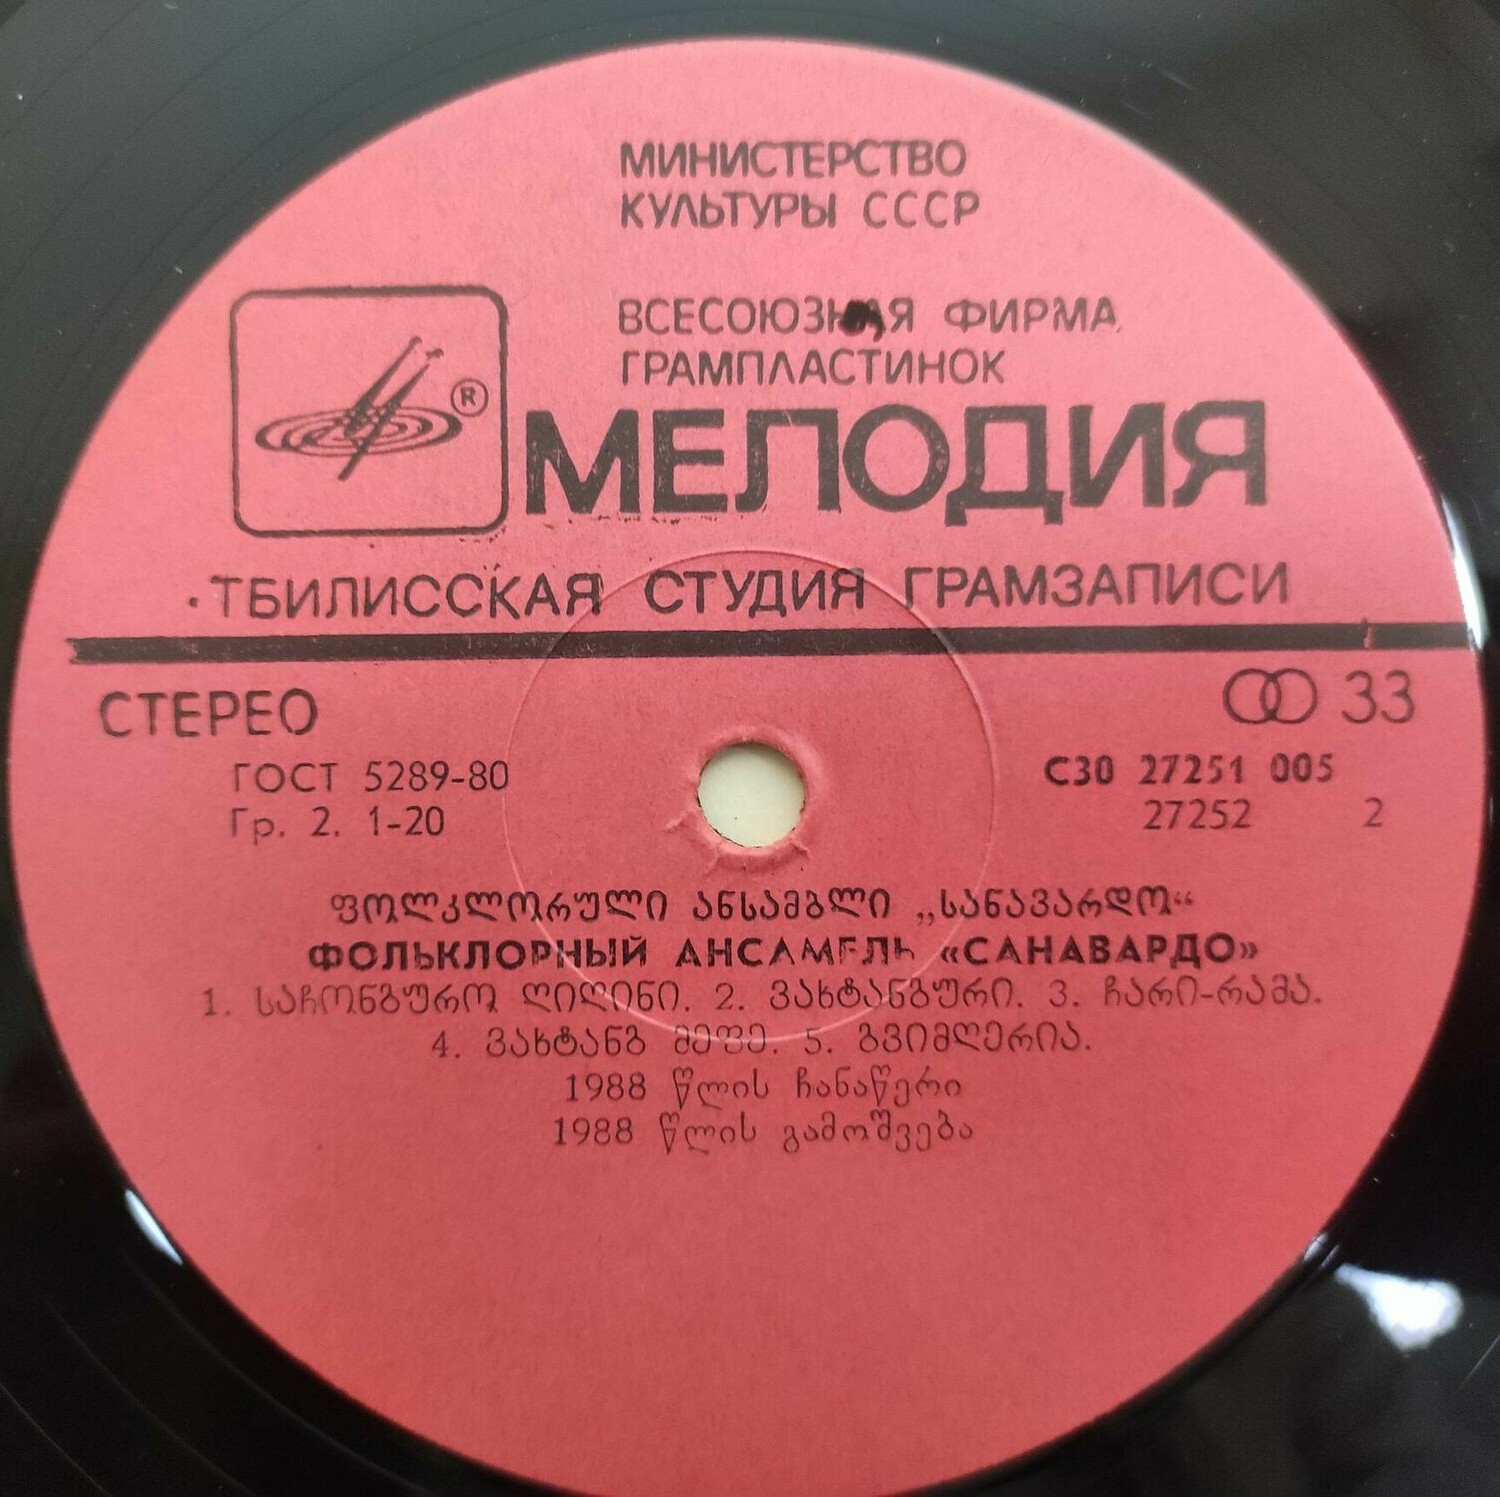 МИНИСТЕРСТВО
КУЛЬТУРЫ СССР
ВСЕСОЮЗНАЯ ФИРМА
ГРАМПЛАСТИНОК
®
МЕЛОДИЯ
ТБИЛИССКАЯ СТУДИЯ ГРАМЗАПИСИ
СТЕРЕО
33
ГОСТ 5289-80
С30 27251 005
Гр. 2. 1-20
27252 2
ფოლკლორული ანსამბლი „სანავარდო“
ФОЛЬКЛОРНЫЙ АНСАМБЛЬ «САНАВАРДО»
1. საჩონგურო ღიღინი. 2. ვახტანგური. 3. ჩარი-რამა.
4. ვახტანგ მეფე. 5. გვიმღერია.
1988 წლის ჩანაწერი
1988 წლის გამოშვება